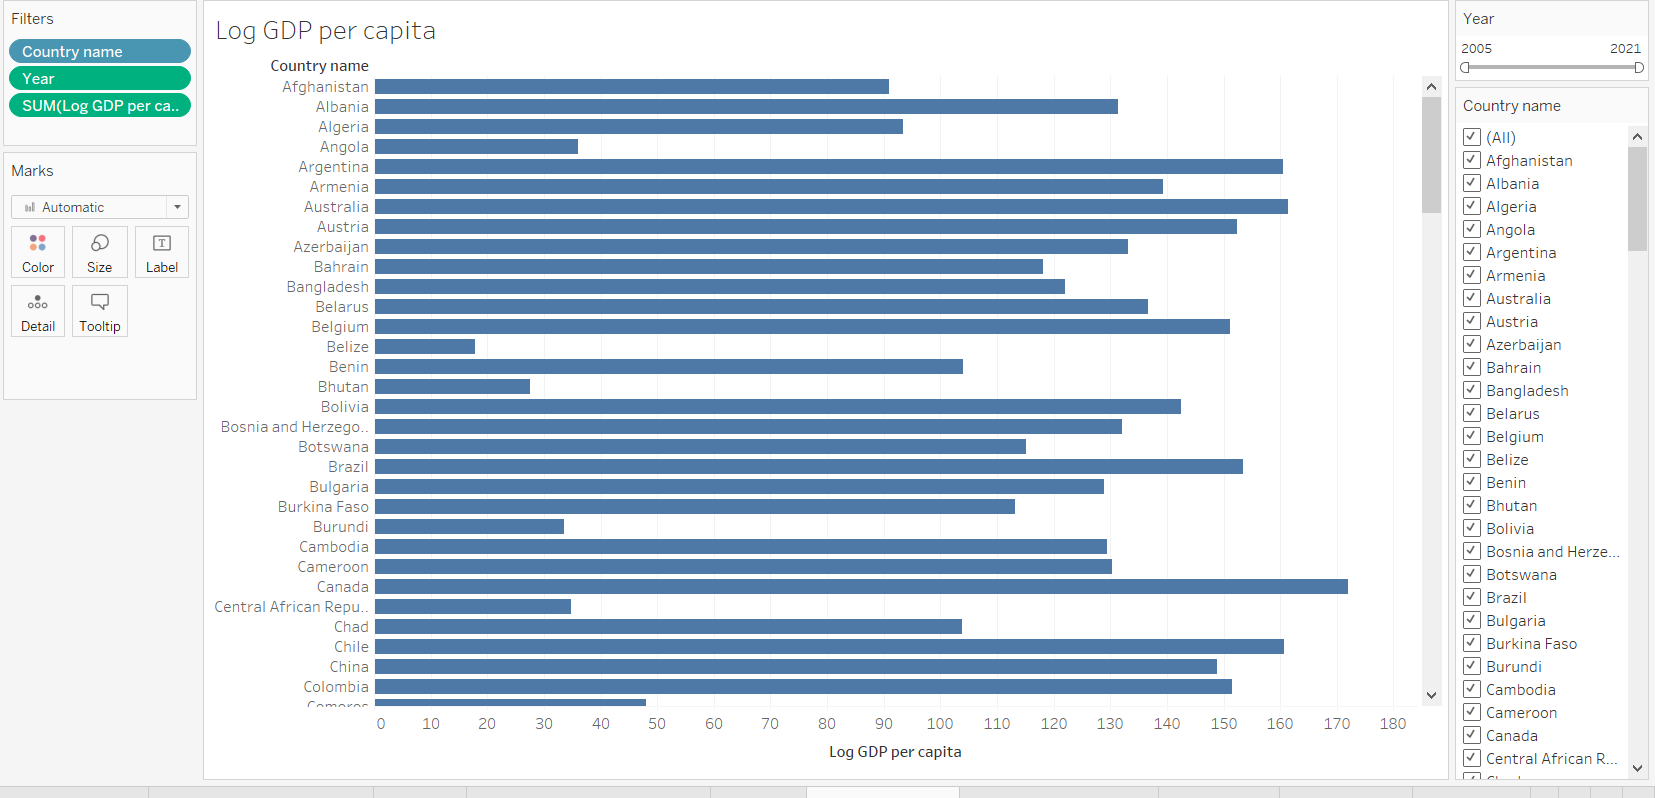 Filters
Country name
Year
SUM(Log GDP per ca..
Marks
Automatic
Color
Size
Label
Detail
Tooltip
Log GDP per capita
Country name
Afghanistan
Albania
Algeria
Angola
Argentina
Armenia
Australia
Austria
Azerbaijan
Bahrain
Bangladesh
Belarus
Belgium
Belize
Benin
Bhutan
Bolivia
Bosnia and Herzego..
Botswana
Brazil
Bulgaria
Burkina Faso
Burundi
Cambodia
Cameroon
Canada
Central African Repu..
Chad
Chile
China
Colombia
Comoros
0 10 20 30 40 50 60 70 80 90 100 110 120 130 140 150 160 170 180
Log GDP per capita
Year
2005 2021
Country name
(All)
Afghanistan
Albania
Algeria
Angola
Argentina
Armenia
Australia
Austria
Azerbaijan
Bahrain
Bangladesh
Belarus
Belgium
Belize
Benin
Bhutan
Bolivia
Bosnia and Herze...
Botswana
Brazil
Bulgaria
Burkina Faso
Burundi
Cambodia
Cameroon
Canada
Central African R...